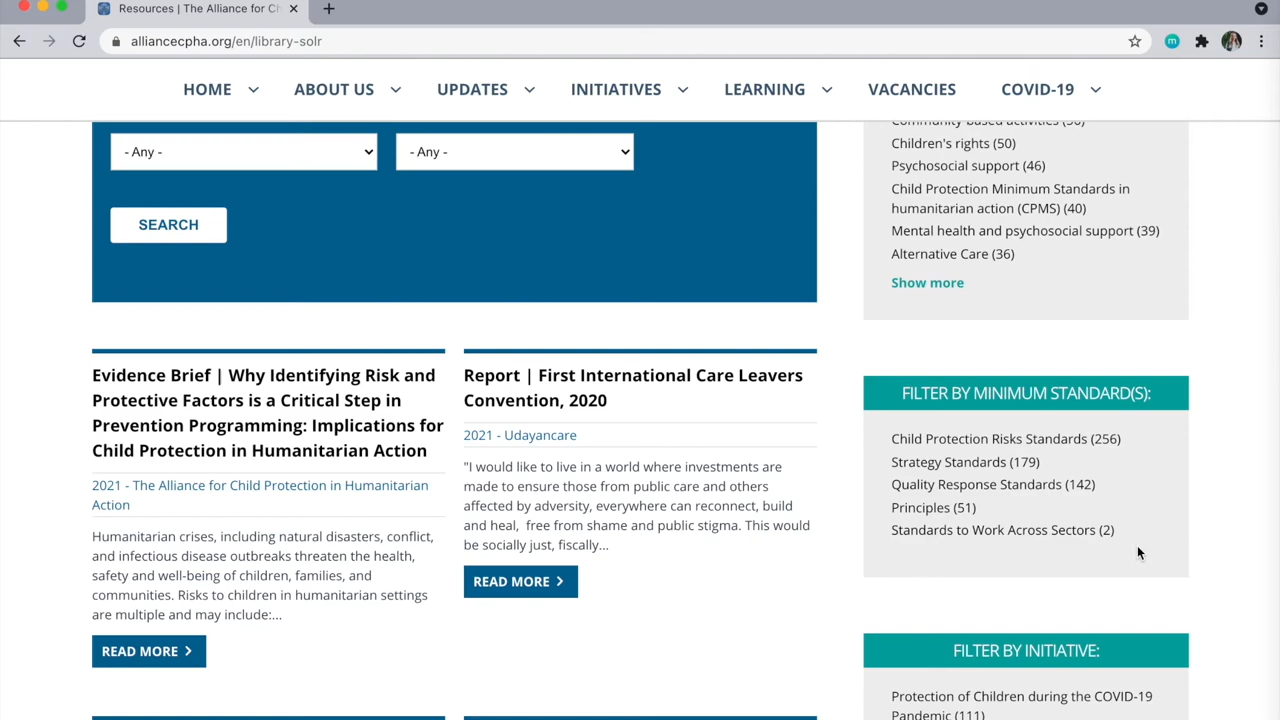 Resources | The Alliance for Ch
alliancecpha.org/en/library-solr
HOME
ABOUT US
UPDATES
INITIATIVES
LEARNING
VACANCIES
COVID-19
- Any -
- Any -
SEARCH
Evidence Brief | Why Identifying Risk and
Protective Factors is a Critical Step in
Prevention Programming: Implications for
Child Protection in Humanitarian Action
2021 - The Alliance for Child Protection in Humanitarian
Action
Humanitarian crises, including natural disasters, conflict,
and infectious disease outbreaks threaten the health,
safety and well-being of children, families, and
communities. Risks to children in humanitarian settings
are multiple and may include:...
READ MORE
Report | First International Care Leavers
Convention, 2020
2021 - Udayancare
"I would like to live in a world where investments are
made to ensure those from public care and others
affected by adversity, everywhere can reconnect, build
and heal, free from shame and public stigma. This would
be socially just, fiscally...
READ MORE
Community-based activities
Children's rights (50)
Psychosocial support (46)
Child Protection Minimum Standards in
humanitarian action (CPMS) (40)
Mental health and psychosocial support (39)
Alternative Care (36)
Show more
FILTER BY MINIMUM STANDARD(S):
Child Protection Risks Standards (256)
Strategy Standards (179)
Quality Response Standards (142)
Principles (51)
Standards to Work Across Sectors (2)
FILTER BY INITIATIVE:
Protection of Children during the COVID-19
Pandemic (111)